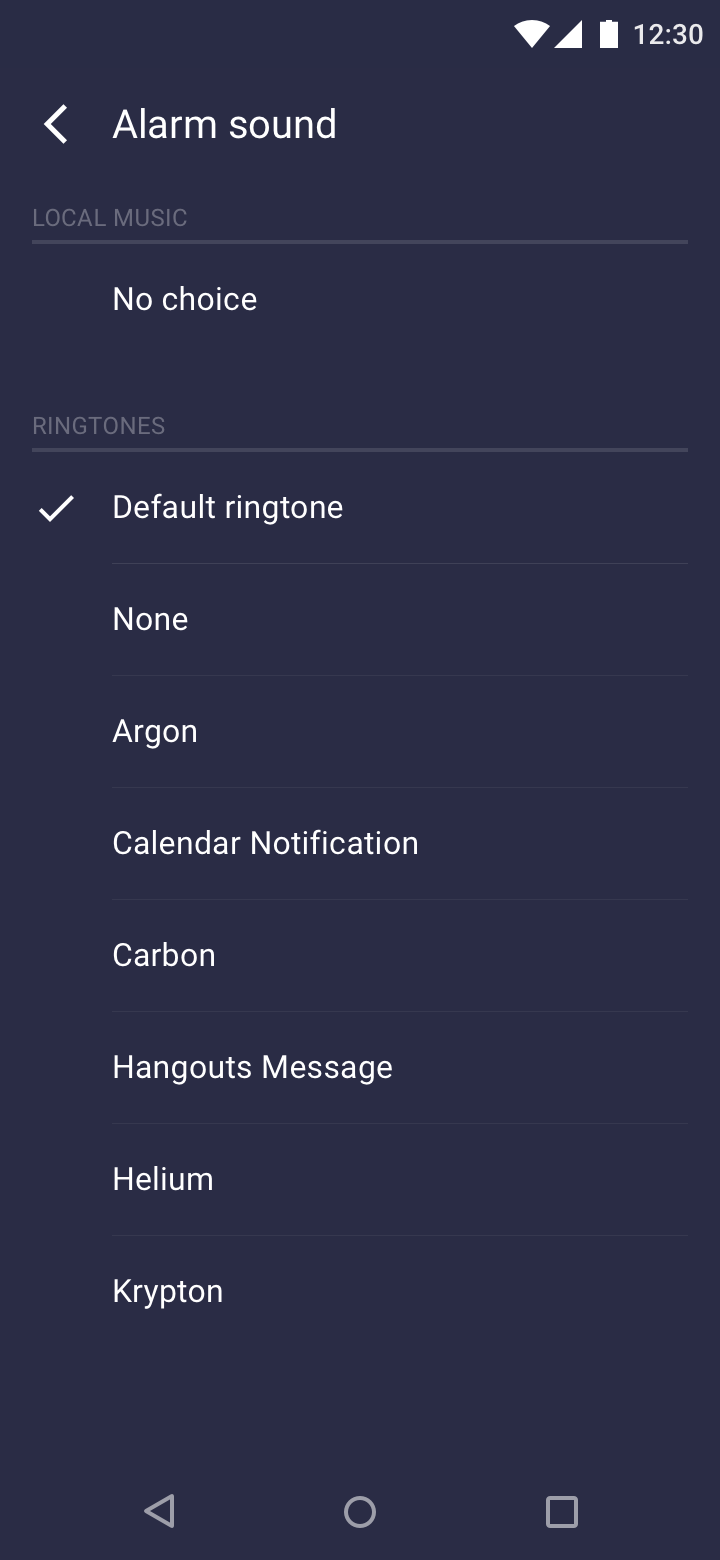 12:30
Alarm sound
LOCAL MUSIC
No choice
RINGTONES
Default ringtone
None
Argon
Calendar Notification
Carbon
Hangouts Message
Helium
Krypton